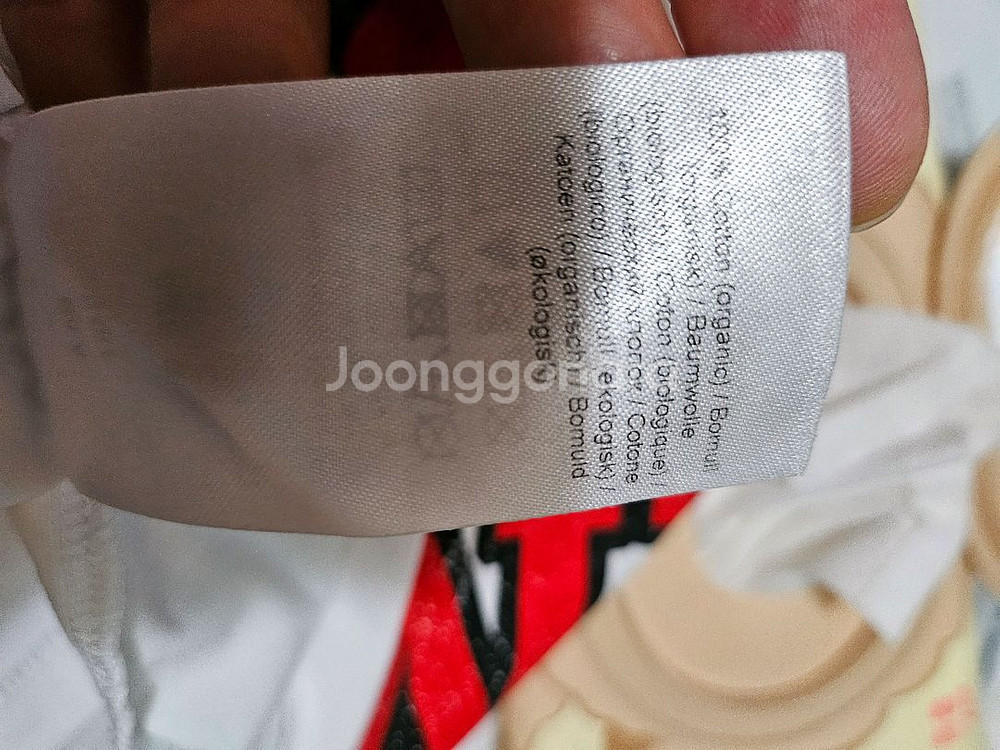 100% Cotton (organic) / Bomull
(ekologisk) / Baumwolle
(biologisch) / Coton (biologique) /
Органический хлопок / Cotone
(biologico) / Bomull (ekologisk) /
Katoen (organisch) / Bomuld
(økologisk)
Joonggonara